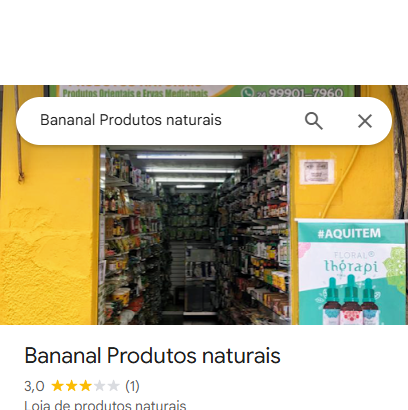 Produtos Orientais e Ervas Medicinais
99901-7960
Bananal Produtos naturais
#AQUITEM
FLORAL
thérapi
Bananal Produtos naturais
3,0 (1)
Loja de produtos naturais